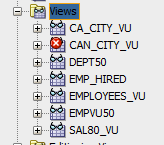 Views
CA_CITY_VU
CAN_CITY_VU
DEPT50
EMP_HIRED
EMPLOYEES_VU
EMPVU50
SAL80_VU